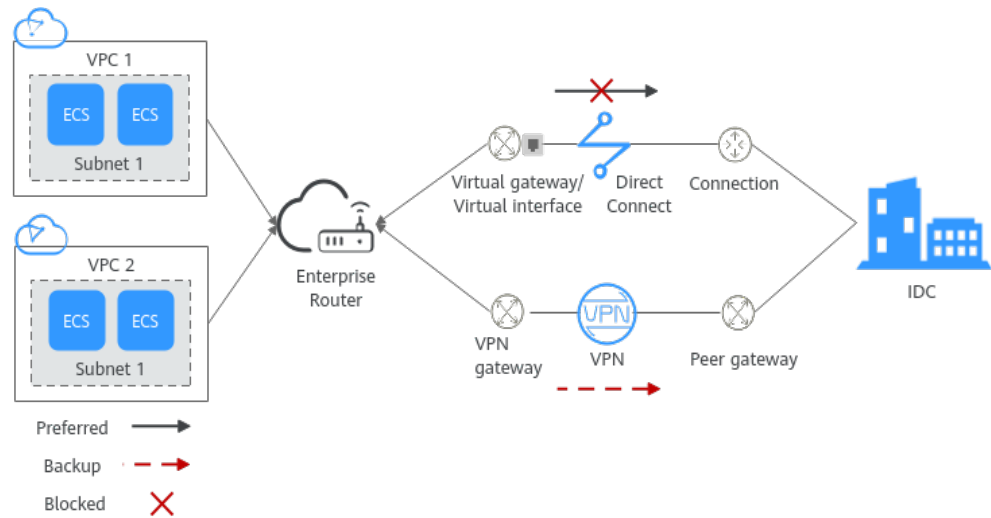 VPC 1
ECS ECS
Subnet 1
VPC 2
ECS ECS
Subnet 1
Enterprise
Router
Virtual gateway/
Virtual interface
Direct
Connect
Connection
VPN
gateway
VPN
VPN
Peer gateway
IDC
Preferred
Backup
Blocked